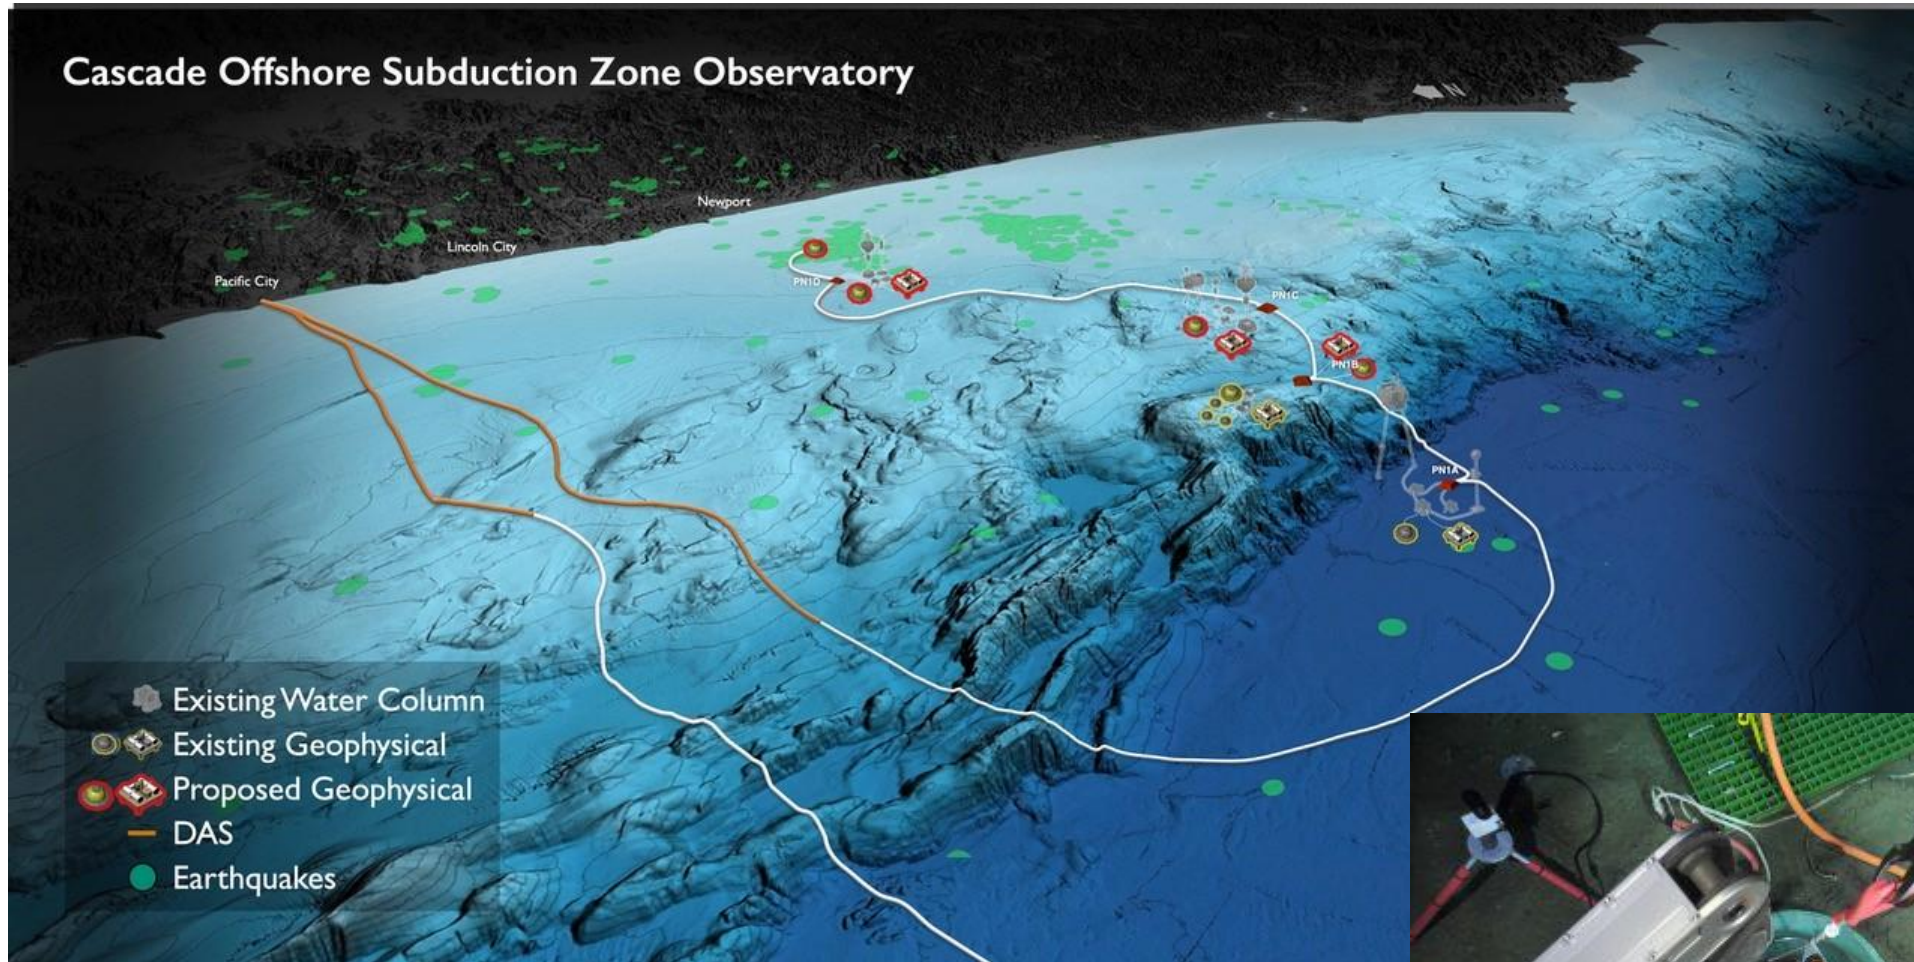 Cascade Offshore Subduction Zone Observatory
N
Newport
Lincoln City
Pacific City
PN1D
PN1C
PN1B
PN1A
Existing Water Column
Existing Geophysical
Proposed Geophysical
DAS
Earthquakes